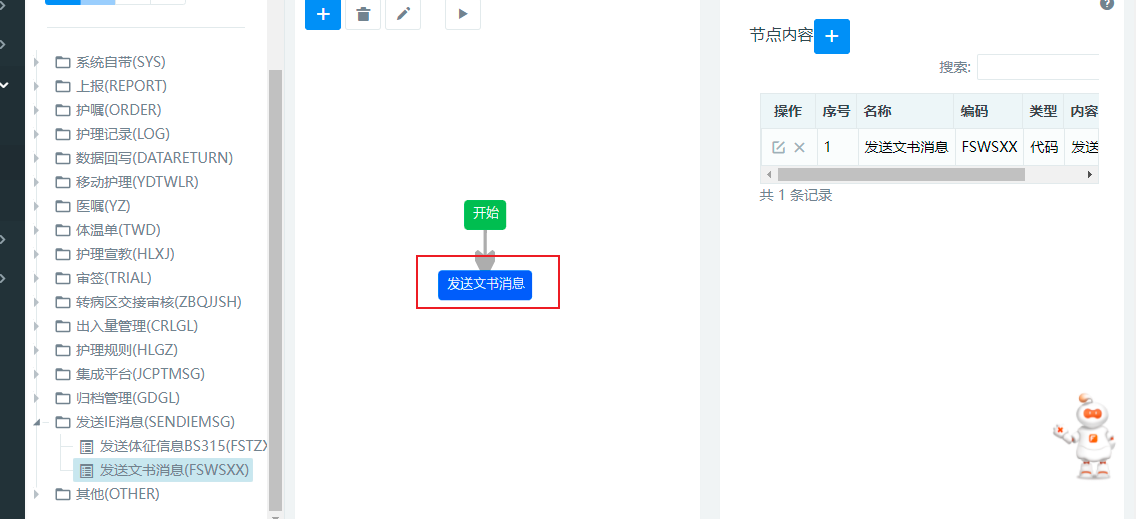 系统自带(SYS)
上报(REPORT)
护嘱(ORDER)
护理记录(LOG)
数据回写(DATARETURN)
移动护理(YDTWLR)
医嘱(YZ)
体温单(TWD)
护理宣教(HLXJ)
审签(TRIAL)
转病区交接审核(ZBQJJSH)
出入量管理(CRLGL)
护理规则(HLGZ)
集成平台(JCPTMSG)
归档管理(GDGL)
发送IE消息(SENDIEMSG)
发送体征信息BS315(FSTZX
发送文书消息(FSWSXX)
其他(OTHER)
开始
发送文书消息
节点内容
搜索:
操作 序号 名称 编码 类型 内容
1 发送文书消息 FSWSXX 代码 发送
共 1 条记录